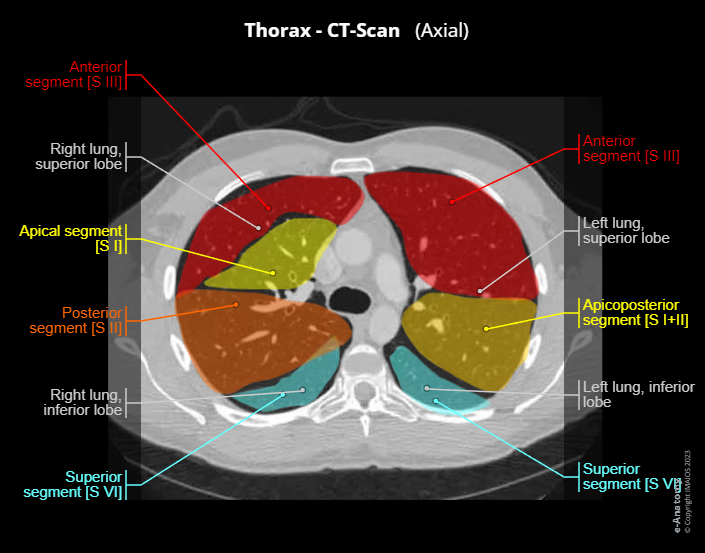 Thorax - CT-Scan (Axial)
Anterior
segment [S III]
Right lung,
superior lobe
Apical segment
[S I]
Posterior
segment [S II]
Right lung,
inferior lobe
Superior
segment [S VI]
Anterior
segment [S III]
Left lung,
superior lobe
Apicoposterior
segment [S I+II]
Left lung, inferior
lobe
Superior
segment [S VI]
e-Anatomy
© Copyright IMAIOS 2023